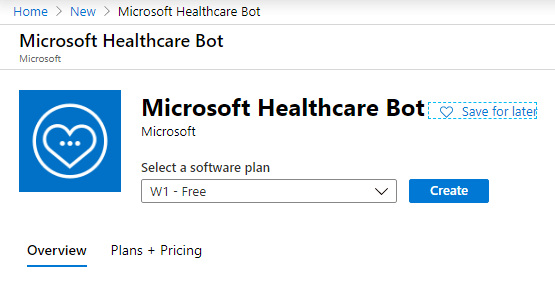 Home > New > Microsoft Healthcare Bot
Microsoft Healthcare Bot
Microsoft
Microsoft Healthcare Bot
Save for later
Microsoft
Select a software plan
W1 - Free
Create
Overview
Plans + Pricing